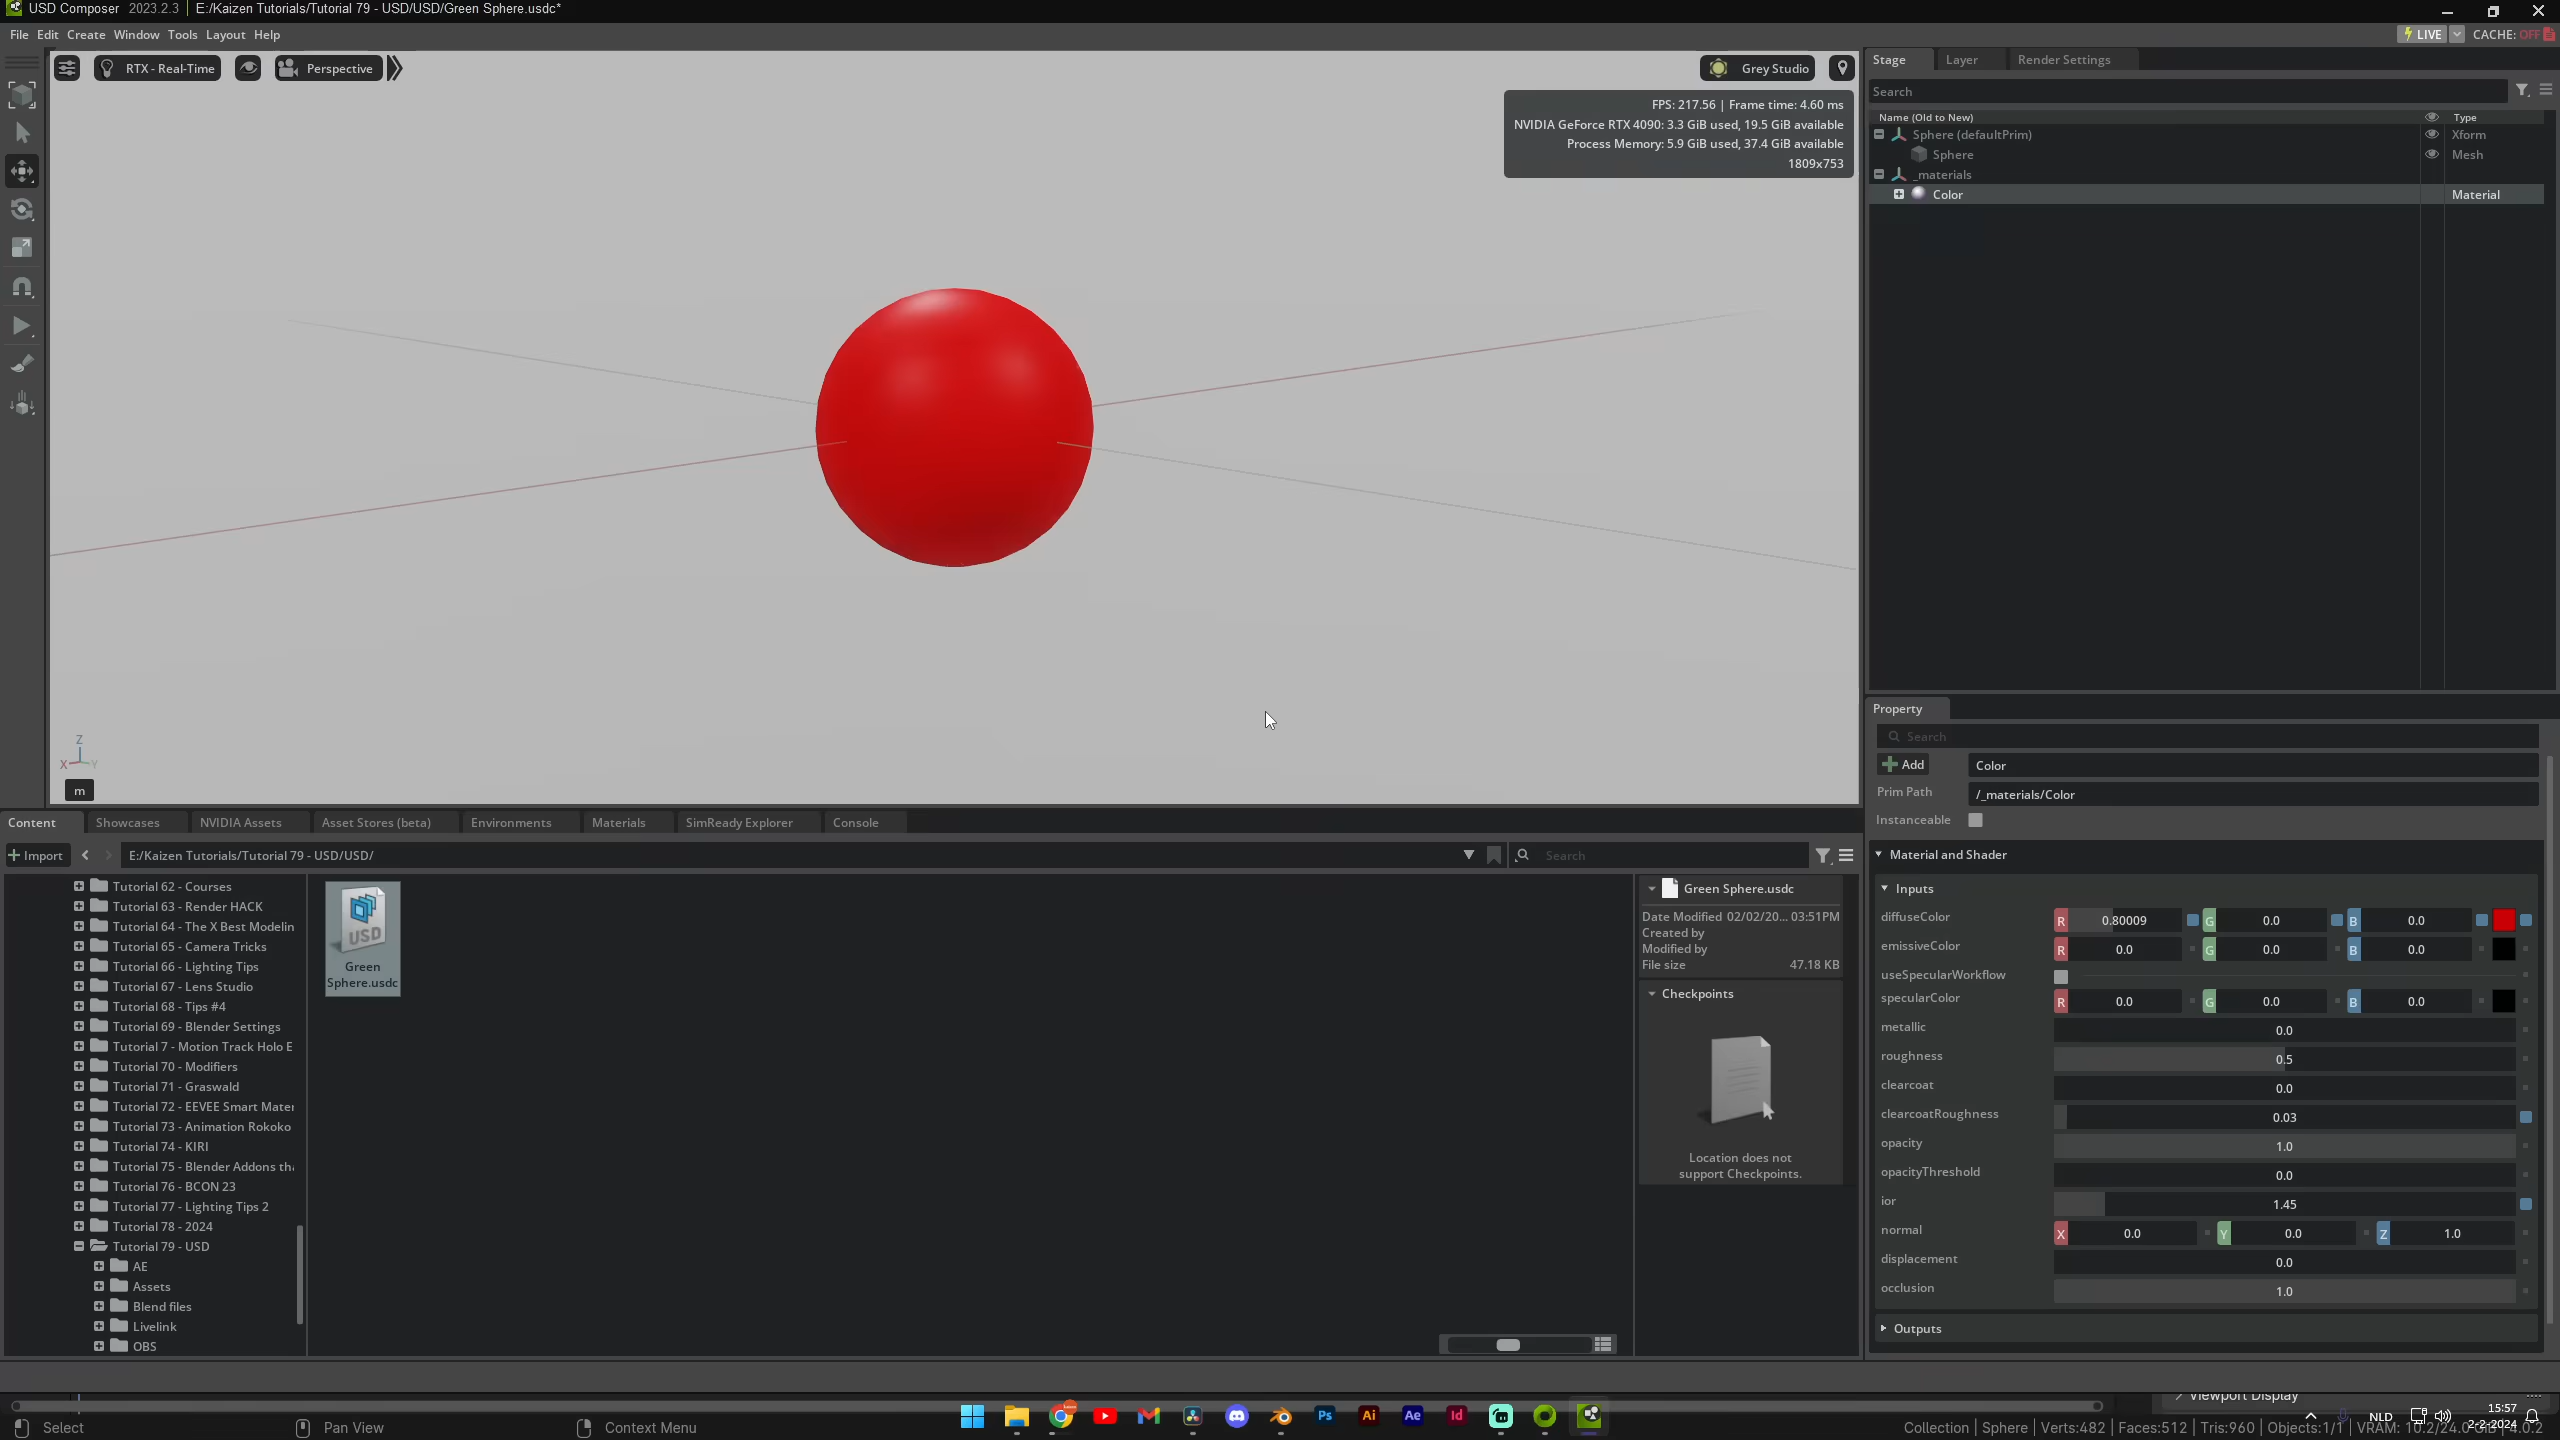 USD Composer 2023.2.3 | E:/Kaizen Tutorials/Tutorial 79 - USD/USD/Green Sphere.usdc*
File Edit Create Window Tools Layout Help
LIVE CACHE: OFF
RTX - Real-Time
Perspective
Grey Studio
FPS: 217.56 | Frame time: 4.60 ms
NVIDIA GeForce RTX 4090: 3.3 GiB used, 19.5 GiB available
Process Memory: 5.9 GiB used, 37.4 GiB available
1809x753
Z
X Y
m
Stage Layer Render Settings
Search
Name (Old to New) Type
Sphere (defaultPrim) Xform
Sphere Mesh
_materials
Color Material
Property
Search
Add Color
Prim Path /_materials/Color
Instanceable
Material and Shader
Inputs
diffuseColor R 0.80009 G 0.0 B 0.0
emissiveColor R 0.0 G 0.0 B 0.0
useSpecularWorkflow
specularColor R 0.0 G 0.0 B 0.0
metallic 0.0
roughness 0.5
clearcoat 0.0
clearcoatRoughness 0.03
opacity 1.0
opacityThreshold 0.0
ior 1.45
normal X 0.0 Y 0.0 Z 1.0
displacement 0.0
occlusion 1.0
Outputs
Content Showcases NVIDIA Assets Asset Stores (beta) Environments Materials SimReady Explorer Console
Import E:/Kaizen Tutorials/Tutorial 79 - USD/USD/ Search
Tutorial 62 - Courses
Tutorial 63 - Render HACK
Tutorial 64 - The X Best Modelin
Tutorial 65 - Camera Tricks
Tutorial 66 - Lighting Tips
Tutorial 67 - Lens Studio
Tutorial 68 - Tips #4
Tutorial 69 - Blender Settings
Tutorial 7 - Motion Track Holo E
Tutorial 70 - Modifiers
Tutorial 71 - Graswald
Tutorial 72 - EEVEE Smart Mater
Tutorial 73 - Animation Rokoko
Tutorial 74 - KIRI
Tutorial 75 - Blender Addons tha
Tutorial 76 - BCON 23
Tutorial 77 - Lighting Tips 2
Tutorial 78 - 2024
Tutorial 79 - USD
AE
Assets
Blend files
Livelink
OBS
USD
Green
Sphere.usdc
Green Sphere.usdc
Date Modified 02/02/20... 03:51PM
Created by
Modified by
File size 47.18 KB
Checkpoints
Location does not
support Checkpoints.
Viewport Display
Select Pan View Context Menu
Ps Ai Ae Id
NLD
15:57
2-2-2024
Collection | Sphere | Verts:482 | Faces:512 | Tris:960 | Objects:1/1 | VRAM: 10.2/24.0 GiB | 4.0.2